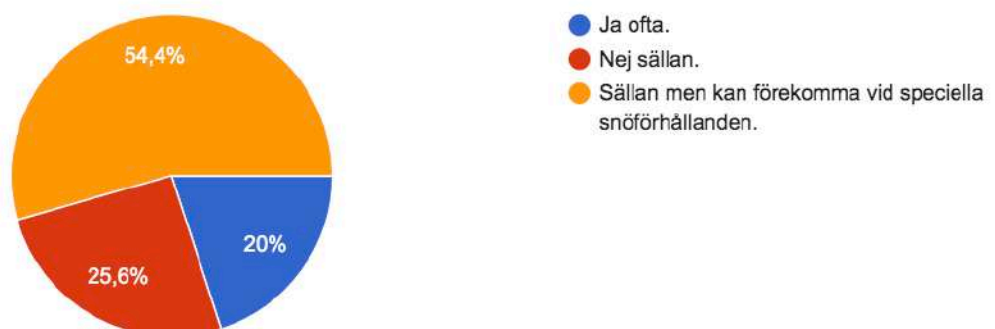 54,4%
25,6%
20%
Ja ofta.
Nej sällan.
Sällan men kan förekomma vid speciella
snöförhållanden.